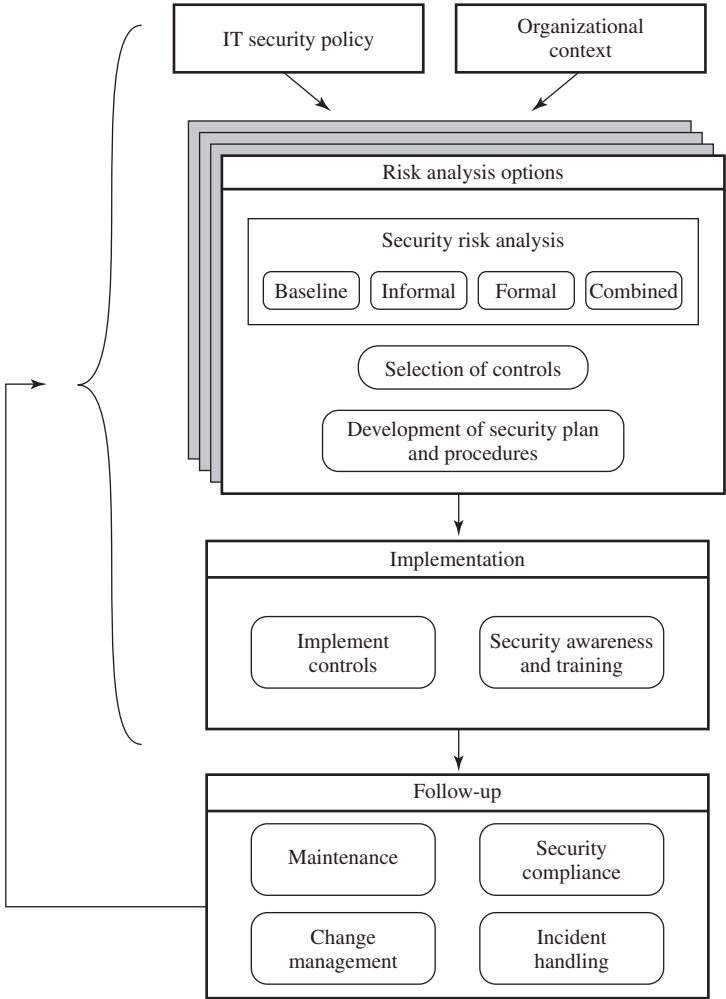 IT security policy
Organizational
context
Risk analysis options
Security risk analysis
Baseline
Informal
Formal
Combined
Selection of controls
Development of security plan
and procedures
Implementation
Implement
controls
Security awareness
and training
Follow-up
Maintenance
Security
compliance
Change
management
Incident
handling